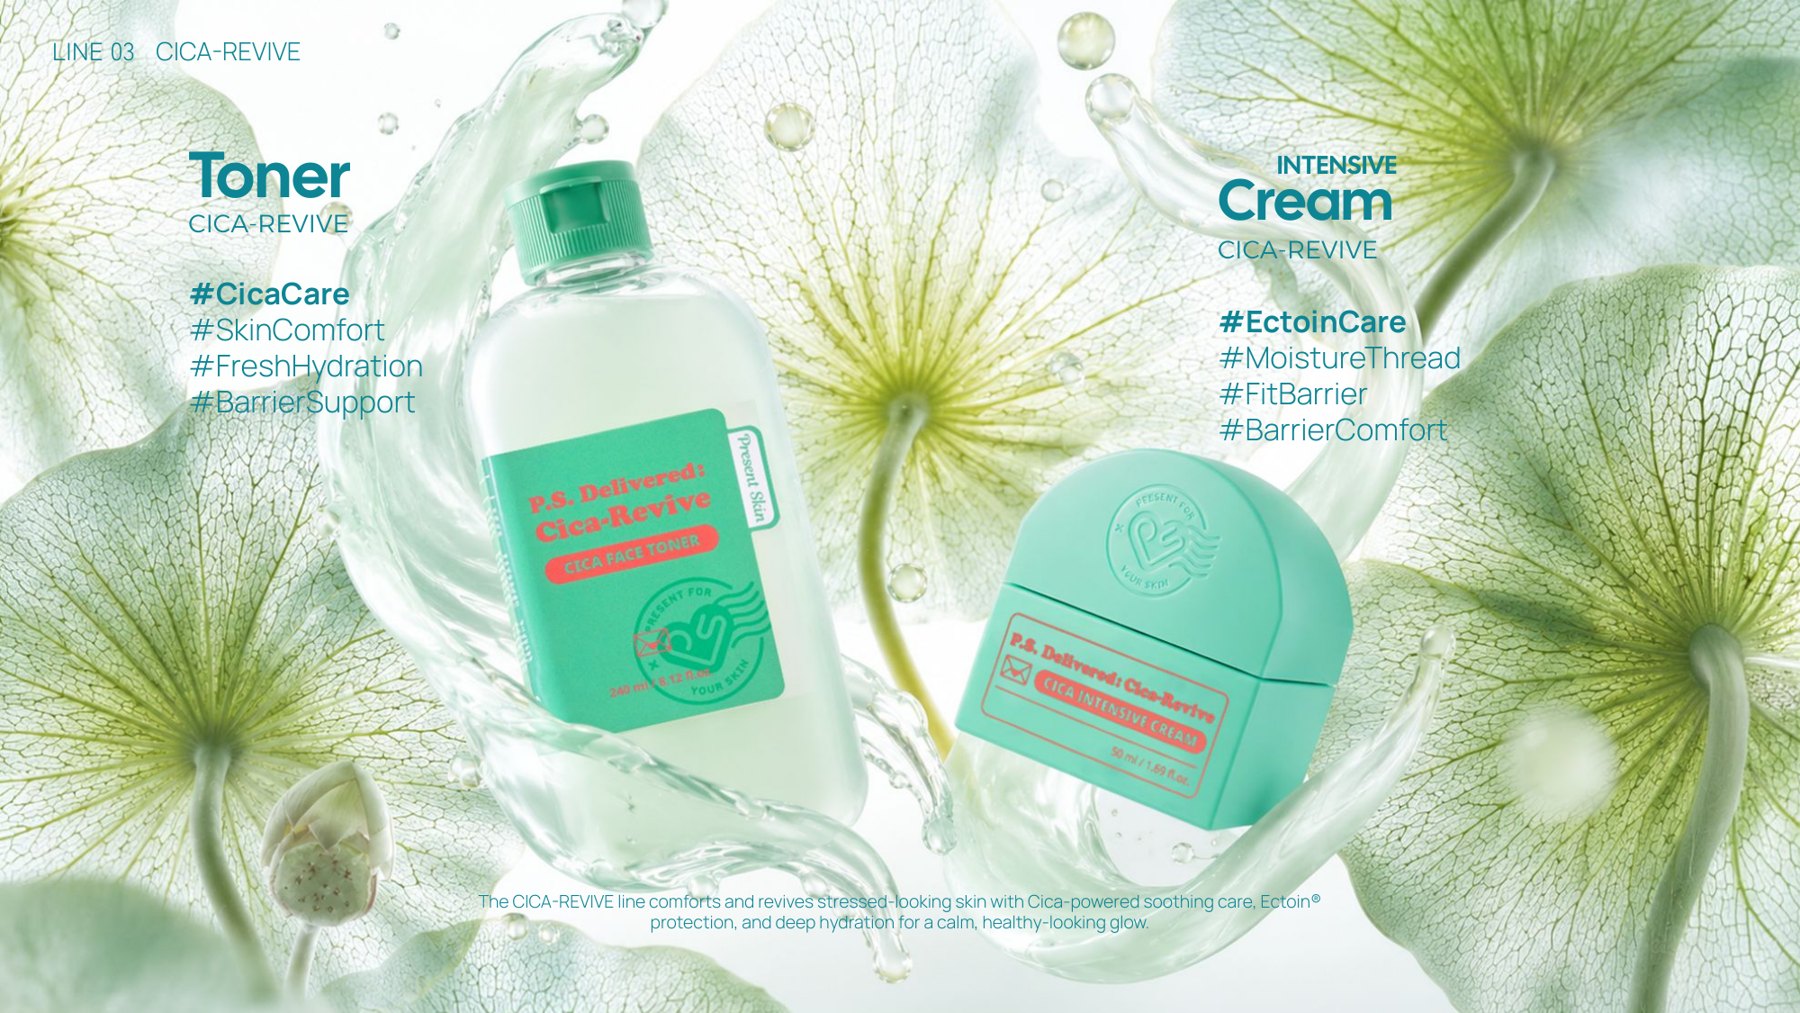 LINE 03 CICA-REVIVE
Toner
CICA-REVIVE
#CicaCare
#SkinComfort
#FreshHydration
#BarrierSupport
INTENSIVE
Cream
CICA-REVIVE
#EctoinCare
#MoistureThread
#FitBarrier
#BarrierComfort
P.S. Delivered:
Cica-Revive
CICA FACE TONER
Present Skin
PRESENT FOR
PS
YOUR SKIN
240 ml / 8.12 fl.oz
PRESENT FOR
PS
YOUR SKIN
P.S. Delivered: Cica-Revive
CICA INTENSIVE CREAM
50 ml / 1.69 fl.oz.
The CICA-REVIVE line comforts and revives stressed-looking skin with Cica-powered soothing care, Ectoin®
protection, and deep hydration for a calm, healthy-looking glow.